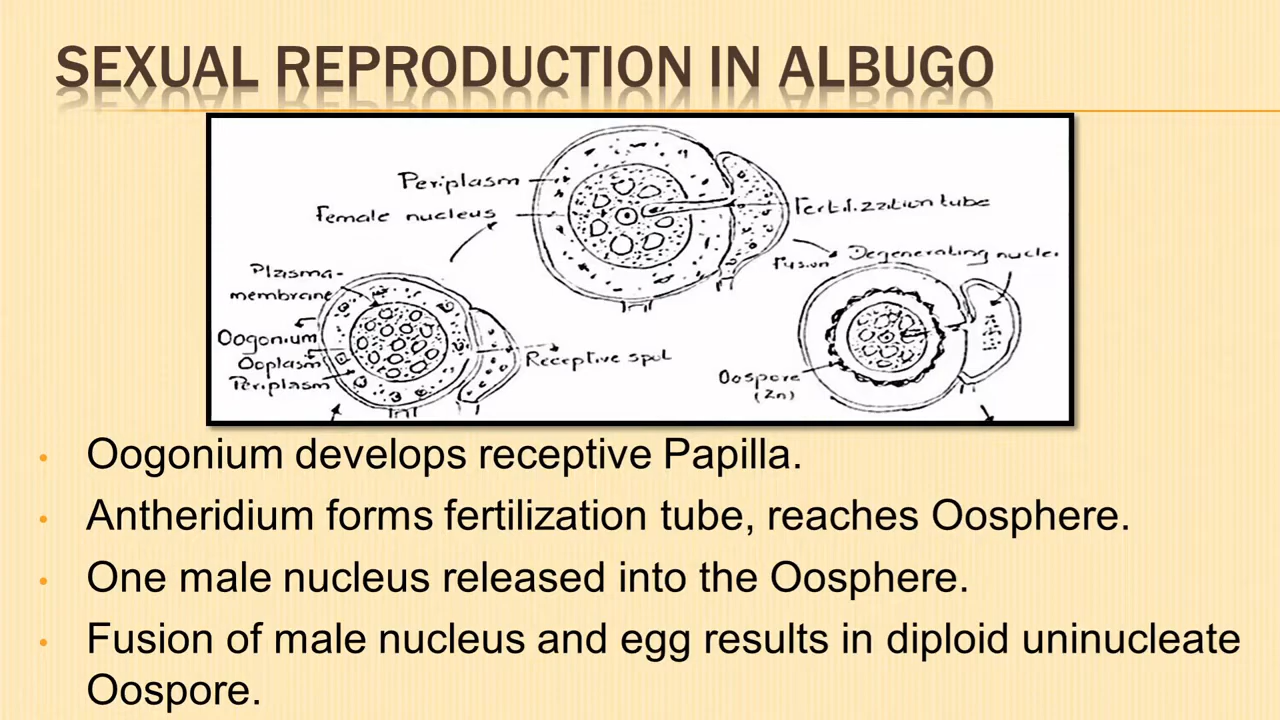 SEXUAL REPRODUCTION IN ALBUGO
Periplasm
Female nucleus
Fertilization tube
Fusion
Degenerating nuclei
Plasma-
membrane
Oogonium
Ooplasm
Periplasm
Receptive spot
Oospore
(2n)
• Oogonium develops receptive Papilla.
• Antheridium forms fertilization tube, reaches Oosphere.
• One male nucleus released into the Oosphere.
• Fusion of male nucleus and egg results in diploid uninucleate
Oospore.